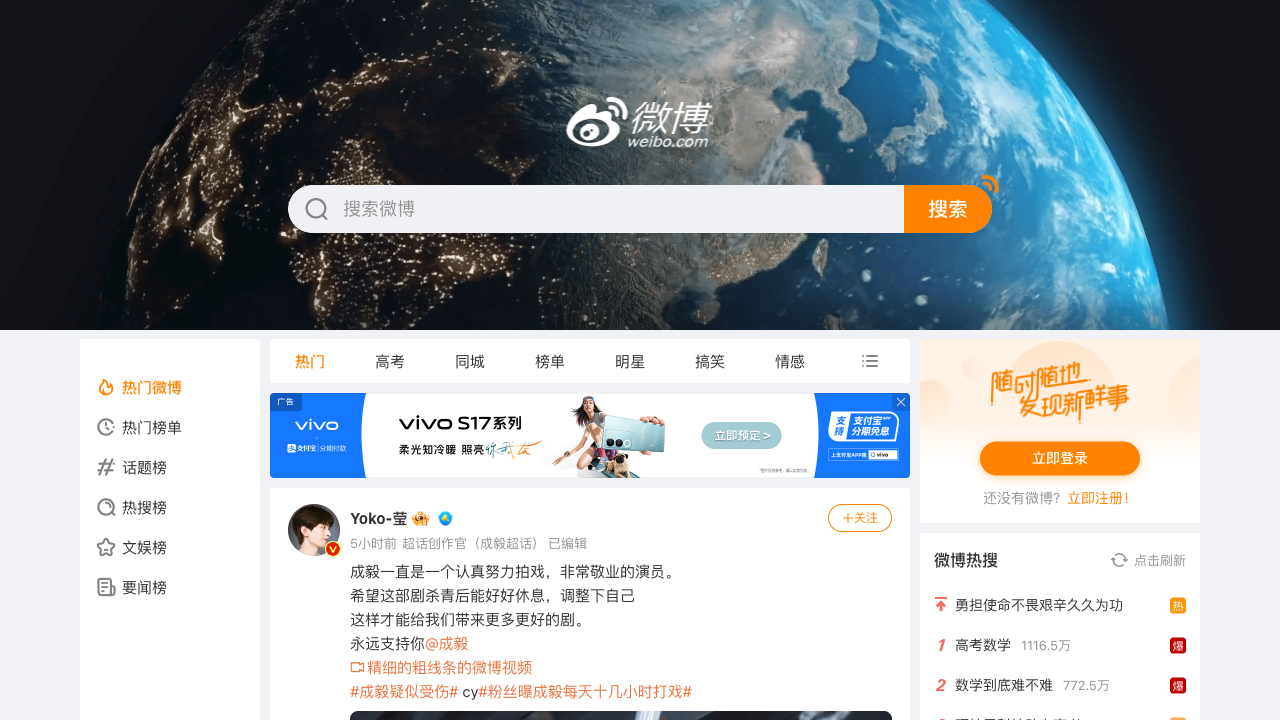 微博
weibo.com
搜索微博
搜索
热门微博
热门榜单
话题榜
热搜榜
文娱榜
要闻榜
热门 高考 同城 榜单 明星 搞笑 情感
广告
vivo
支付宝 分期付款
vivo S17系列
柔光知冷暖 照亮你我他
立即预定 >
支持 支付宝APP 分期免息
上支付宝APP搜 vivo
Yoko-莹
+关注
5小时前 超话创作官（成毅超话） 已编辑
成毅一直是一个认真努力拍戏，非常敬业的演员。
希望这部剧杀青后能好好休息，调整下自己
这样才能给我们带来更多更好的剧。
永远支持你@成毅
精细的粗线条的微博视频
#成毅疑似受伤# cy#粉丝曝成毅每天十几小时打戏#
随时随地
发现新鲜事
立即登录
还没有微博？立即注册！
微博热搜 点击刷新
勇担使命不畏艰辛久久为功 热
1 高考数学 1116.5万 爆
2 数学到底难不难 772.5万 爆